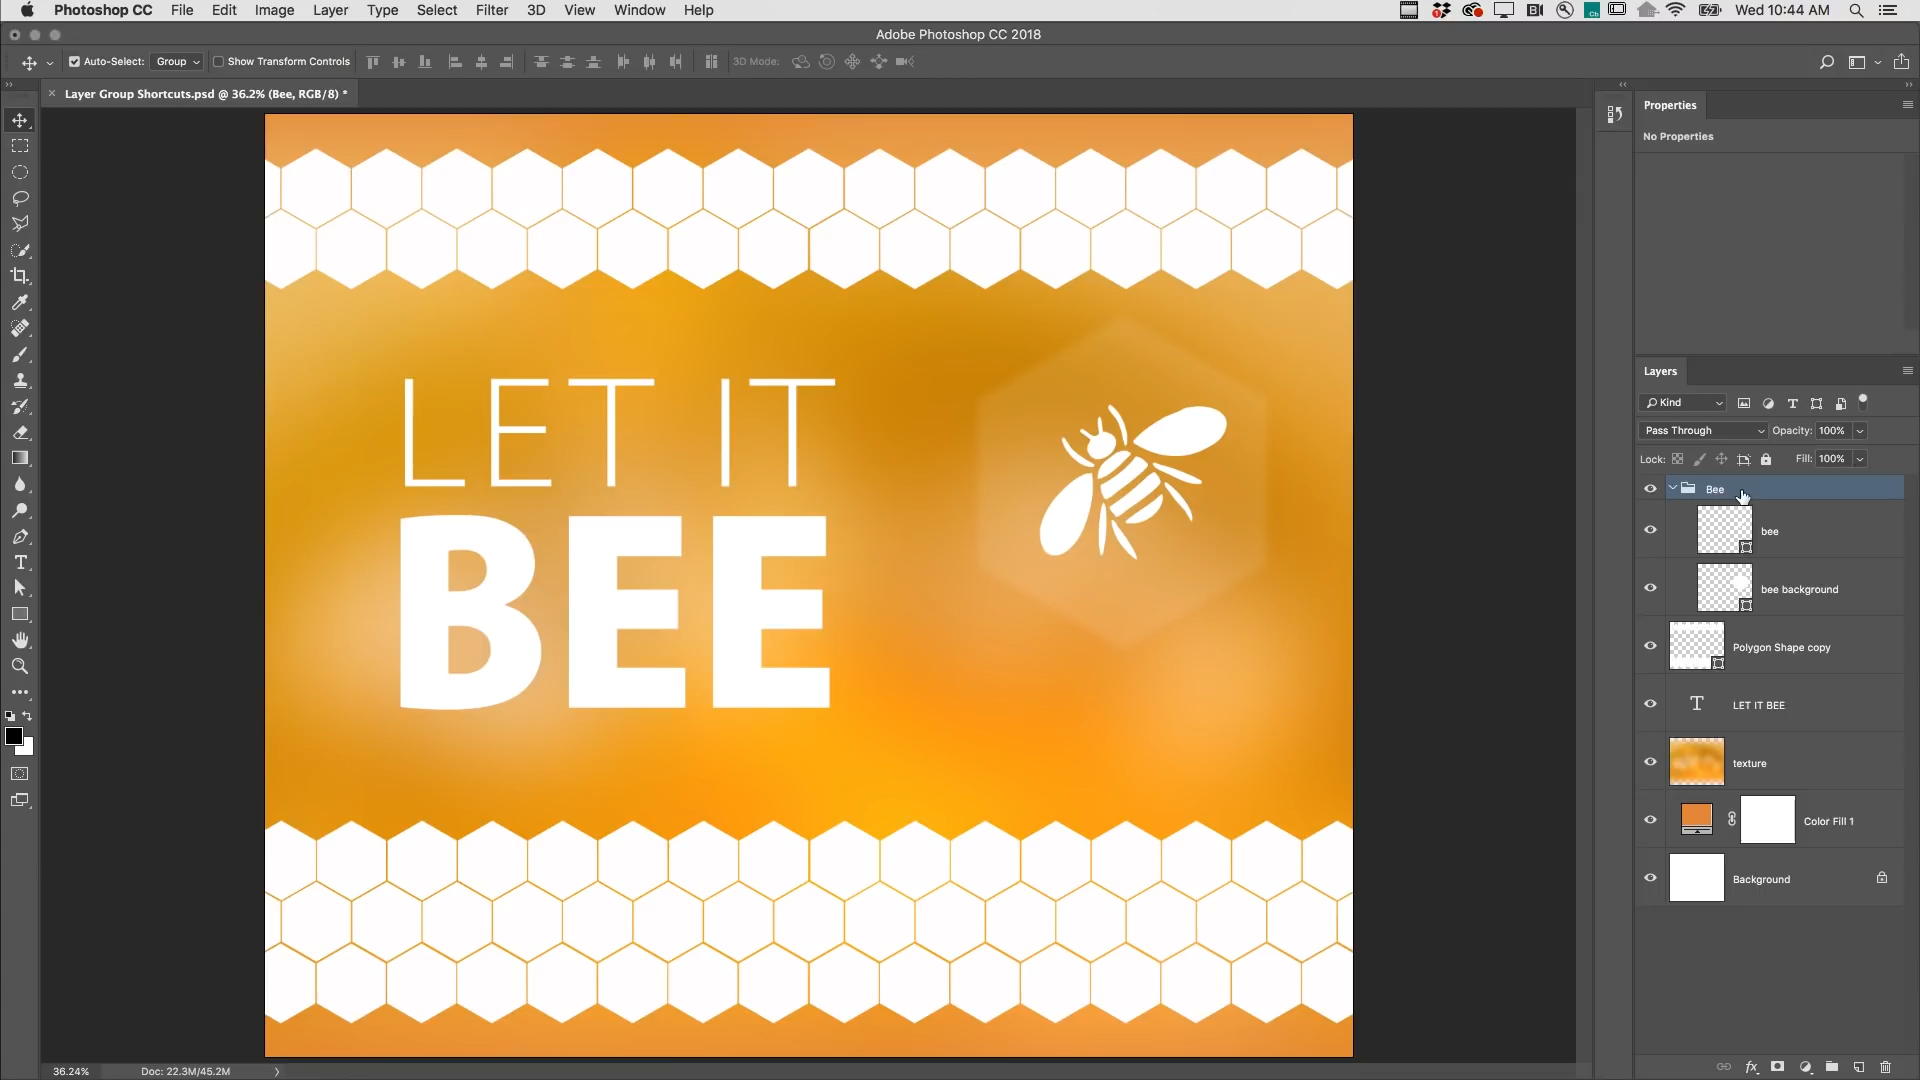 Photoshop CC File Edit Image Layer Type Select Filter 3D View Window Help
Wed 10:44 AM
Adobe Photoshop CC 2018
Auto-Select: Group Show Transform Controls 3D Mode:
Layer Group Shortcuts.psd @ 36.2% (Bee, RGB/8) *
Properties
No Properties
LET IT
BEE
Layers
Kind
Pass Through Opacity: 100%
Lock: Fill: 100%
Bee
bee
bee background
Polygon Shape copy
T LET IT BEE
texture
Color Fill 1
Background
36.24% Doc: 22.3M/45.2M